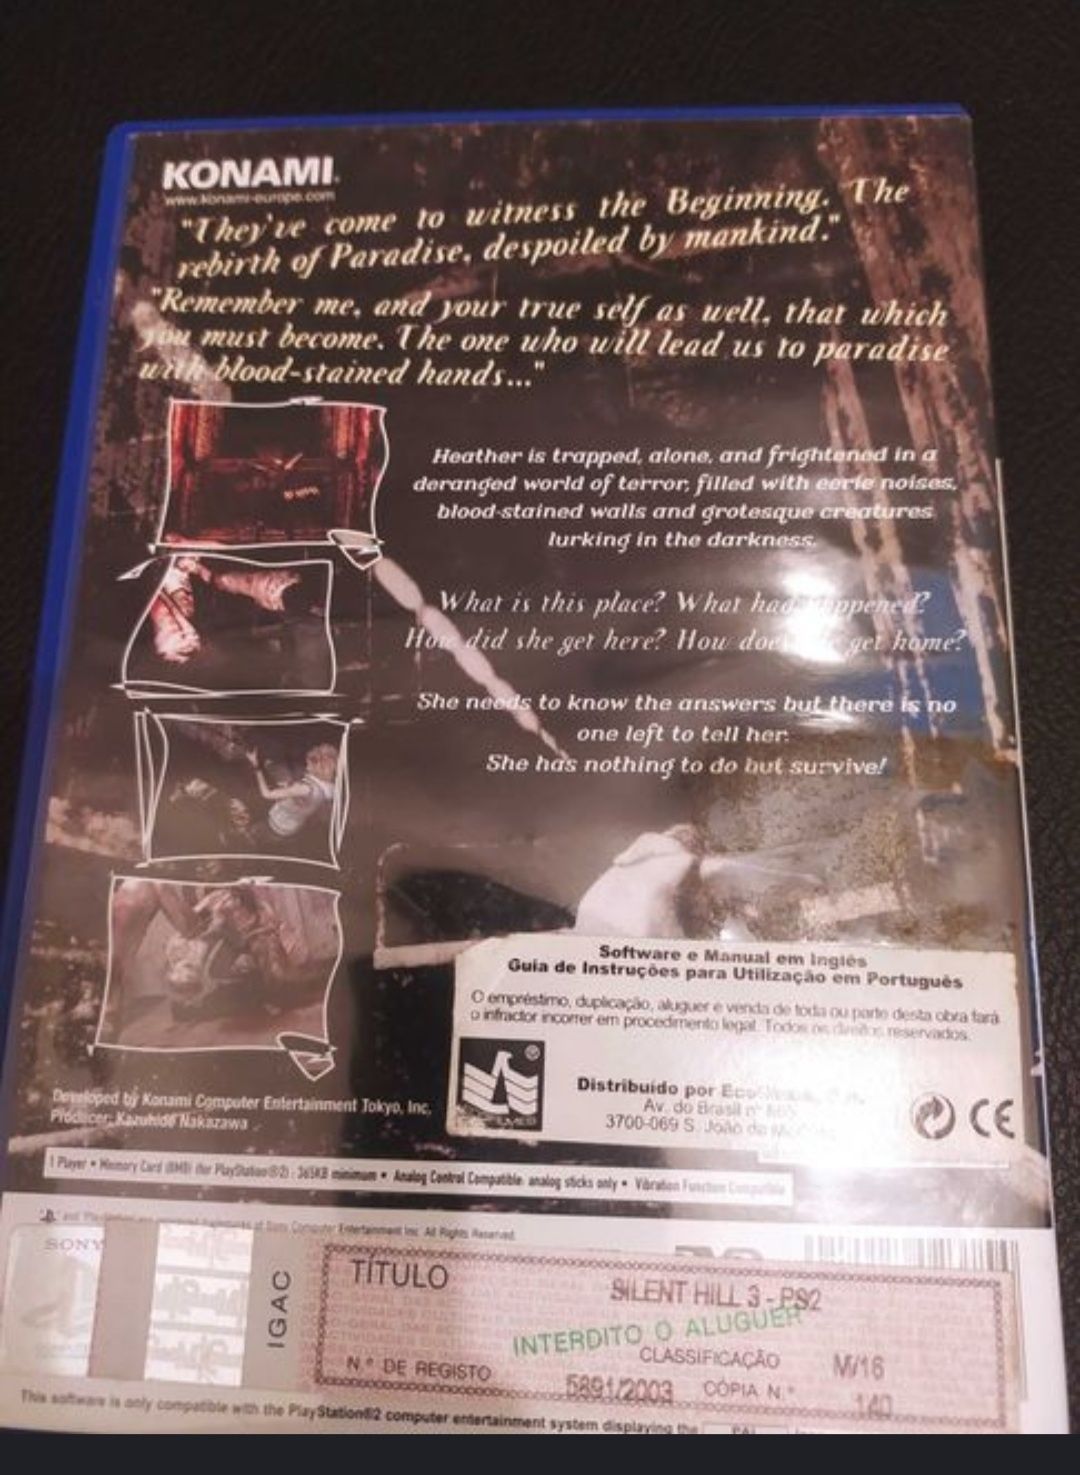 KONAMI
www.konami-europe.com
"They've come to witness the Beginning. The
rebirth of Paradise, despoiled by mankind."
"Remember me, and your true self as well, that which
you must become. The one who will lead us to paradise
with blood-stained hands..."
Heather is trapped, alone, and frightened in a
deranged world of terror, filled with eerie noises,
blood-stained walls and grotesque creatures
lurking in the darkness.
What is this place? What had happened?
How did she get here? How does she get home?
She needs to know the answers but there is no
one left to tell her.
She has nothing to do but survive!
Software e Manual em Inglés
Guia de Instruções para Utilização em Português
O empréstimo, duplicação, aluguer e venda de toda ou parte desta obra fará
o infractor incorrer em procedimento legal. Todos os direitos reservados.
Distribuído por
Av. do Brasil nº
3700-069 S. João da
CE
Developed by Konami Computer Entertainment Tokyo, Inc.
Producer: Kazuhide Nakazawa
1 Player • Memory Card (8MB) (for PlayStation®2) : 365KB minimum • Analog Control Compatible: analog sticks only • Vibration Function Compatible
trademarks of Sony Computer Entertainment Inc. All Rights Reserved.
SONY
IGAC
TÍTULO
SILENT HILL 3 - PS2
INTERDITO O ALUGUER
CLASSIFICAÇÃO
M/16
N.º DE REGISTO
5891/2003
CÓPIA N.º
140
This software is only compatible with the PlayStation®2 computer entertainment system displaying the